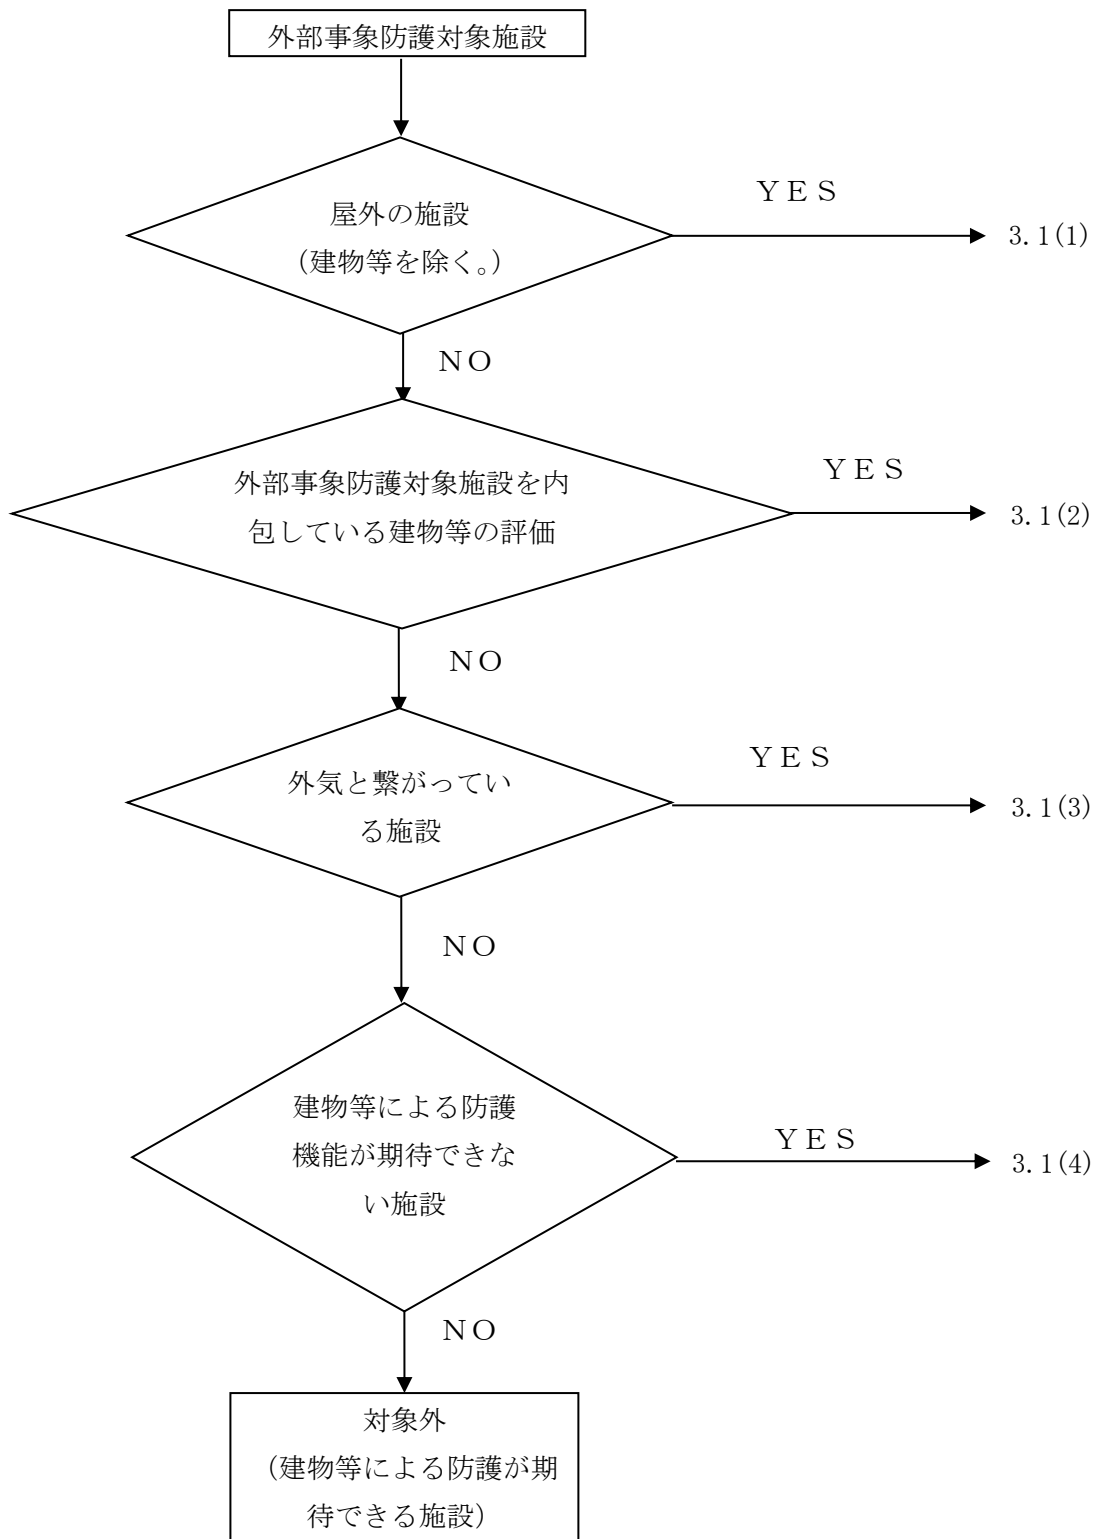 外部事象防護対象施設
屋外の施設
(建物等を除く。)
ＹＥＳ
3.1(1)
ＮＯ
外部事象防護対象施設を内
包している建物等の評価
ＹＥＳ
3.1(2)
ＮＯ
外気と繋がってい
る施設
ＹＥＳ
3.1(3)
ＮＯ
建物等による防護
機能が期待できな
い施設
ＹＥＳ
3.1(4)
ＮＯ
対象外
(建物等による防護が期
待できる施設)